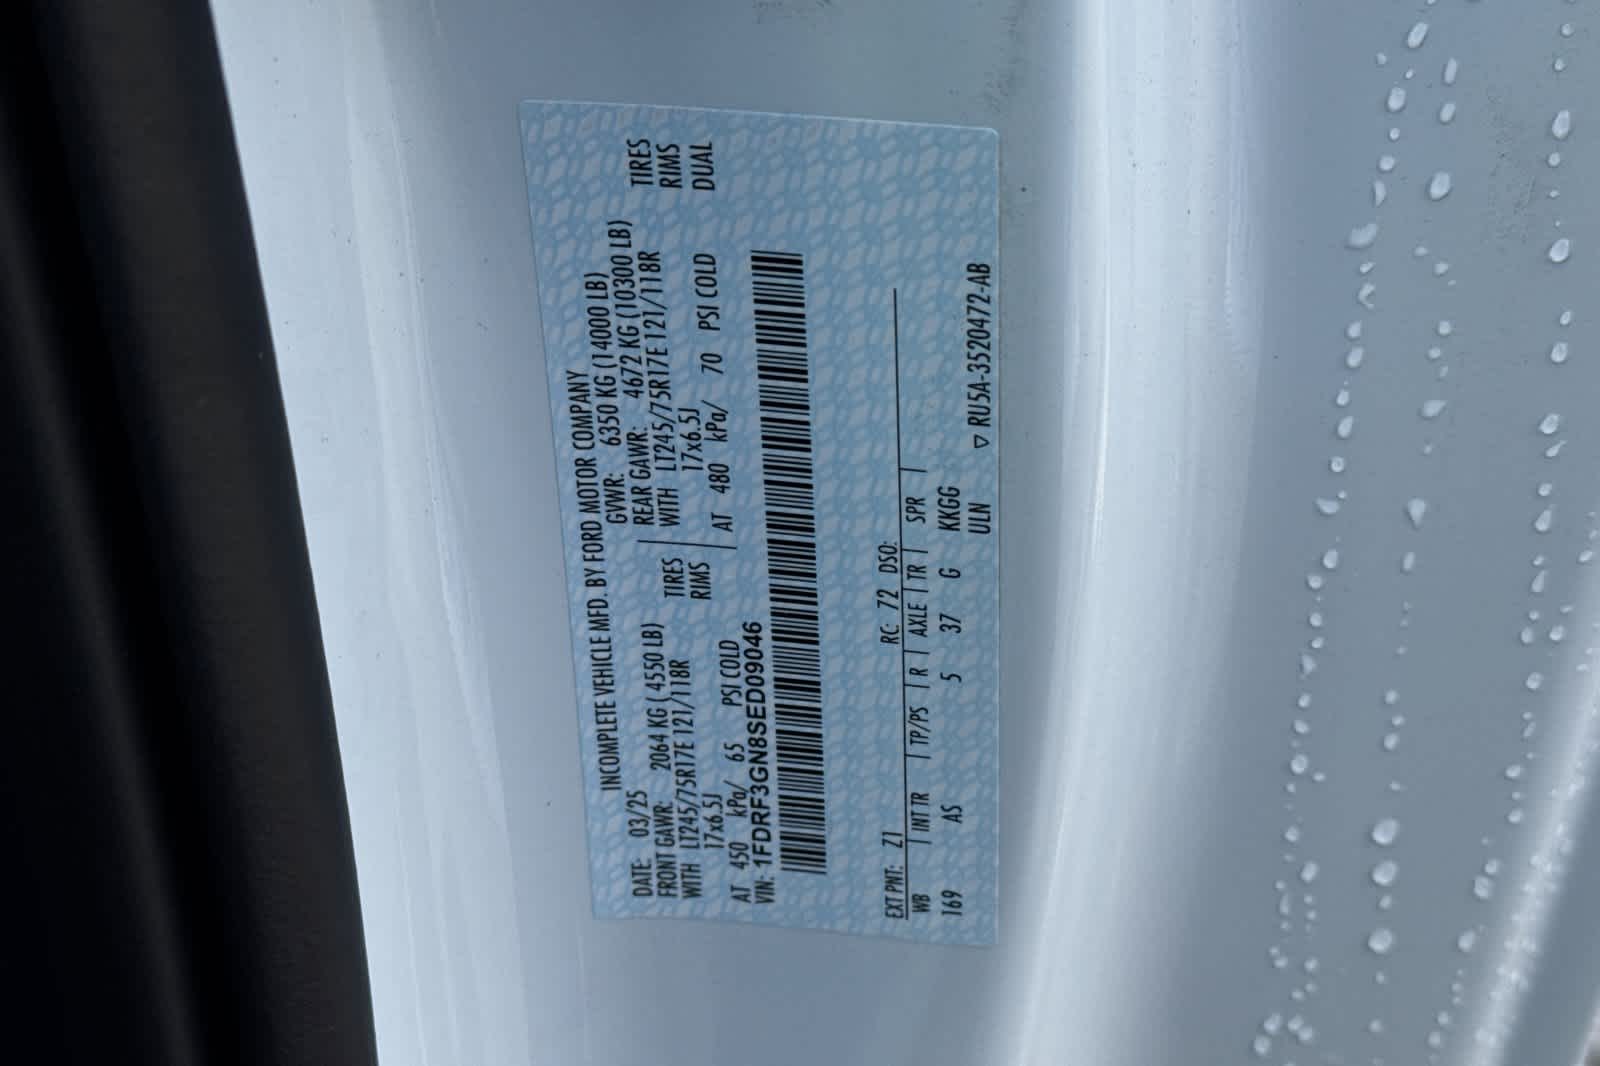 INCOMPLETE VEHICLE MFD. BY FORD MOTOR COMPANY
DATE: 03/25 GVWR: 6350 KG (14000 LB)
FRONT GAWR: 2064 KG ( 4550 LB) REAR GAWR: 4672 KG (10300 LB)
WITH LT245/75R17E 121/118R TIRES WITH LT245/75R17E 121/118R TIRES
17x6.5J RIMS 17x6.5J RIMS
AT 450 kPa/ 65 PSI COLD AT 480 kPa/ 70 PSI COLD DUAL
VIN: 1FDRF3GN8SED09046
EXT PNT: Z1 RC: 72 DSO:
WB INT TR TP/PS R AXLE TR SPR
169 AS 5 37 G KKGG
ULN ▽ RU5A-3520472-AB